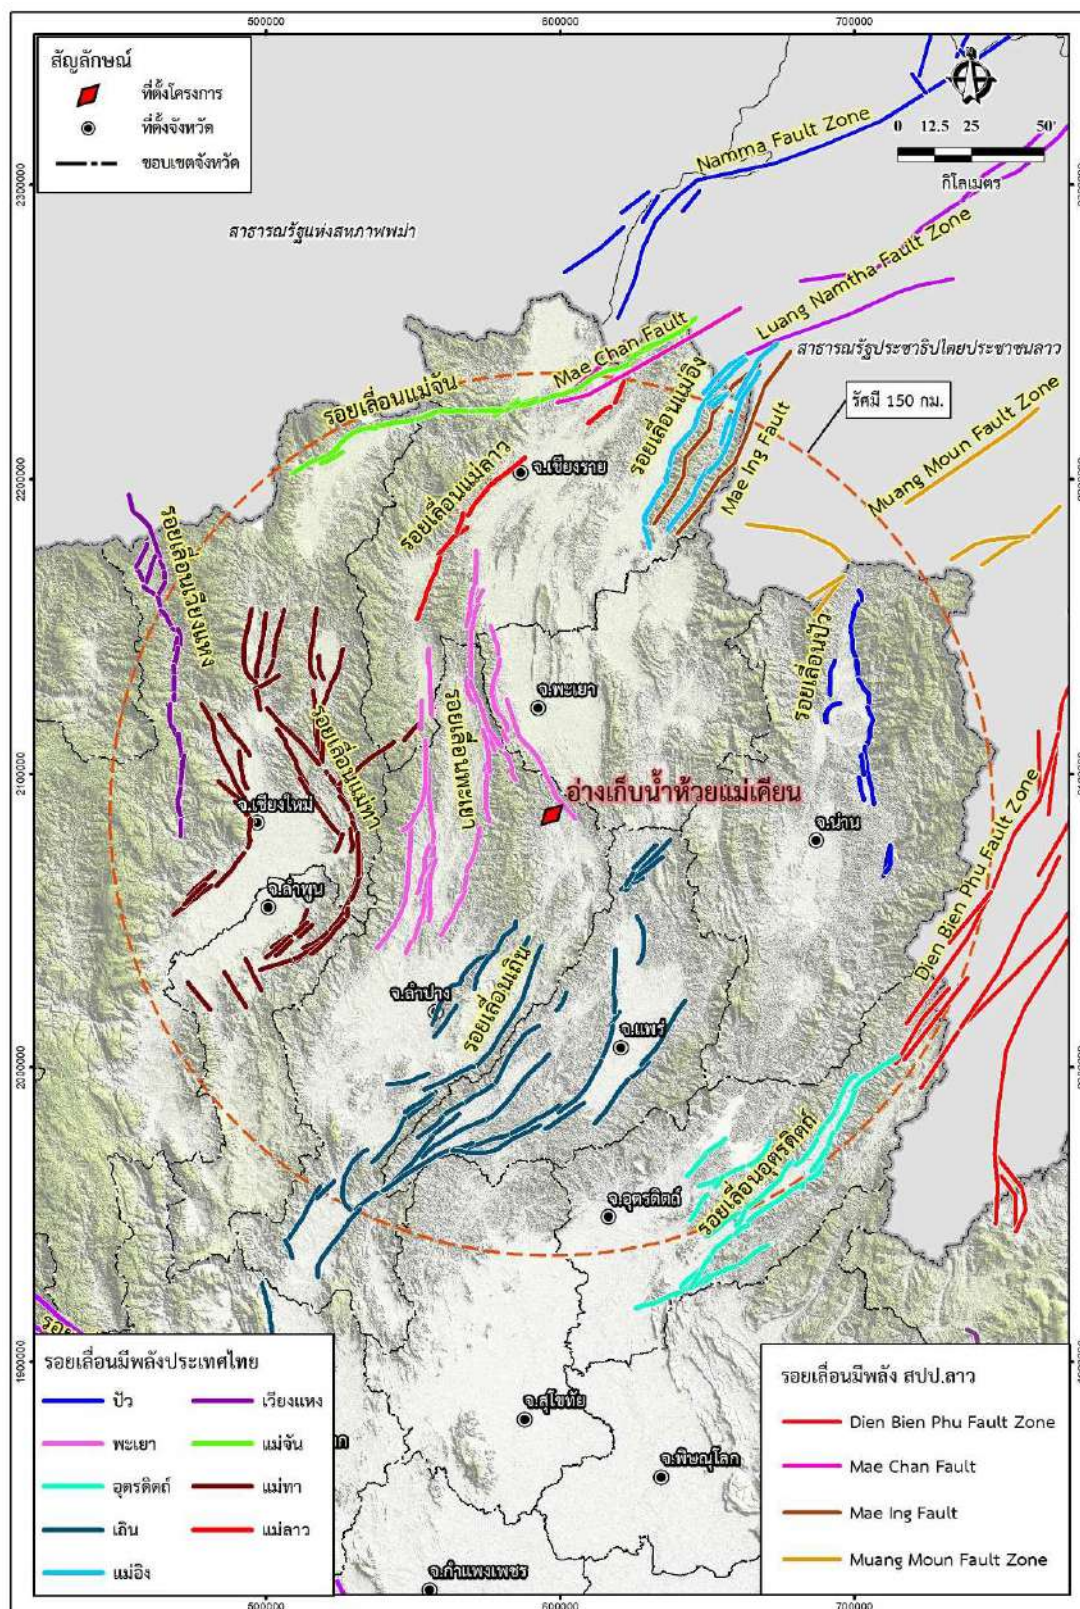 500000
600000
700000
สัญลักษณ์
ที่ตั้งโครงการ
ที่ตั้งจังหวัด
ขอบเขตจังหวัด
0 12.5 25 50
กิโลเมตร
2300000
Namma Fault Zone
สาธารณรัฐแห่งสหภาพพม่า
Luang Namtha Fault Zone
สาธารณรัฐประชาธิปไตยประชาชนลาว
Mae Chan Fault
รอยเลื่อนแม่จัน
รัศมี 150 กม.
รอยเลื่อนแม่อิง
Mae Ing Fault
Muang Moun Fault Zone
รอยเลื่อนแม่ลาว
จ.เชียงราย
2200000
รอยเลื่อนเวียงแหง
รอยเลื่อนปัว
จ.พะเยา
รอยเลื่อนพะเยา
รอยเลื่อนแม่ทา
2100000
อ่างเก็บน้ำห้วยแม่เคียน
จ.เชียงใหม่
จ.น่าน
Dien Bien Phu Fault Zone
จ.ลำพูน
รอยเลื่อนเถิน
จ.ลำปาง
จ.แพร่
2000000
รอยเลื่อนอุตรดิตถ์
จ.อุตรดิตถ์
1900000
จ.สุโขทัย
จ.พิษณุโลก
จ.กำแพงเพชร
รอยเลื่อนมีพลังประเทศไทย
ปัว
เวียงแหง
พะเยา
แม่จัน
อุตรดิตถ์
แม่ทา
เถิน
แม่ลาว
แม่อิง
รอยเลื่อนมีพลัง สปป.ลาว
Dien Bien Phu Fault Zone
Mae Chan Fault
Mae Ing Fault
Muang Moun Fault Zone
500000
600000
700000